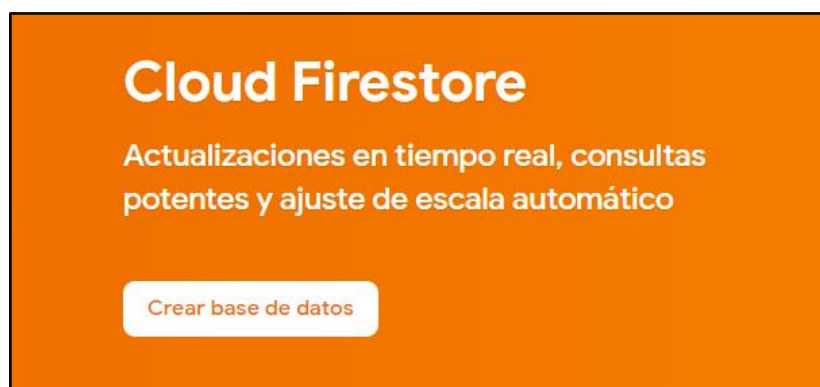 Cloud Firestore
Actualizaciones en tiempo real, consultas
potentes y ajuste de escala automático
Crear base de datos